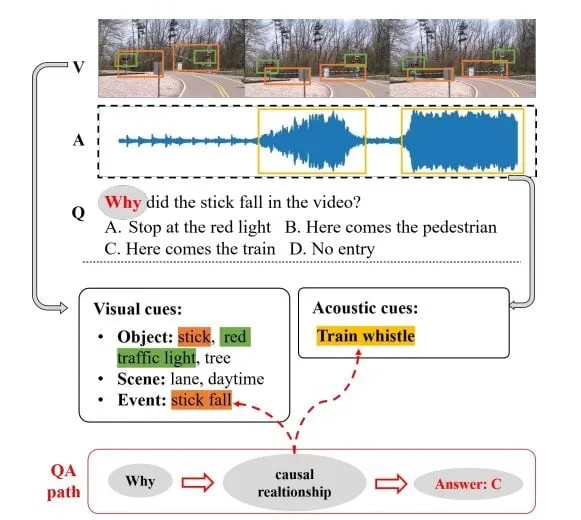 V
A
Q
Why did the stick fall in the video?
A. Stop at the red light B. Here comes the pedestrian
C. Here comes the train D. No entry
Visual cues:
• Object: stick, red
traffic light, tree
• Scene: lane, daytime
• Event: stick fall
Acoustic cues:
Train whistle
QA
path
Why
causal
realtionship
Answer: C